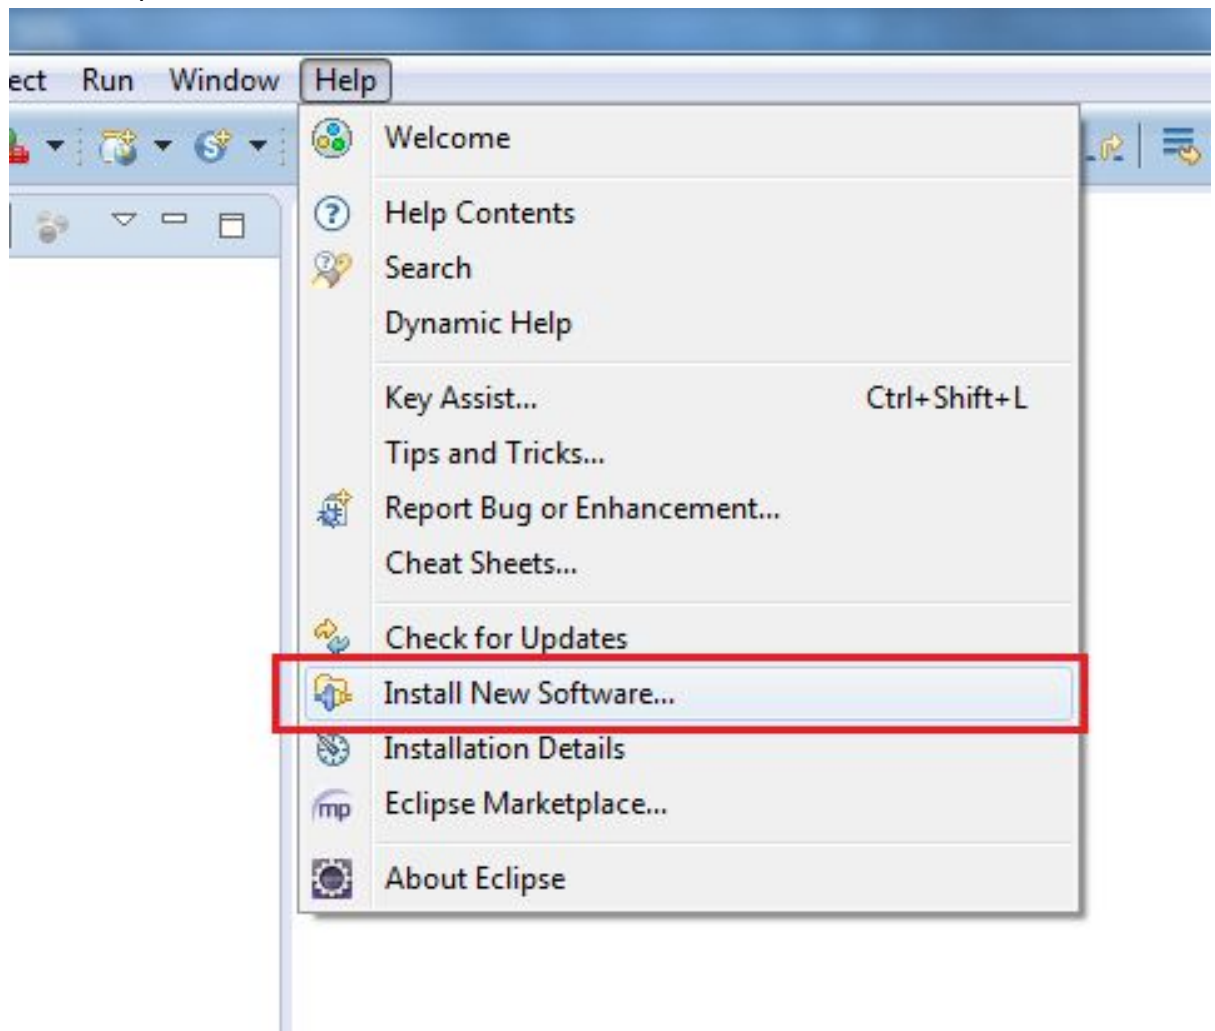 ect Run Window Help
Welcome
Help Contents
Search
Dynamic Help
Key Assist... Ctrl+Shift+L
Tips and Tricks...
Report Bug or Enhancement...
Cheat Sheets...
Check for Updates
Install New Software...
Installation Details
mp Eclipse Marketplace...
About Eclipse